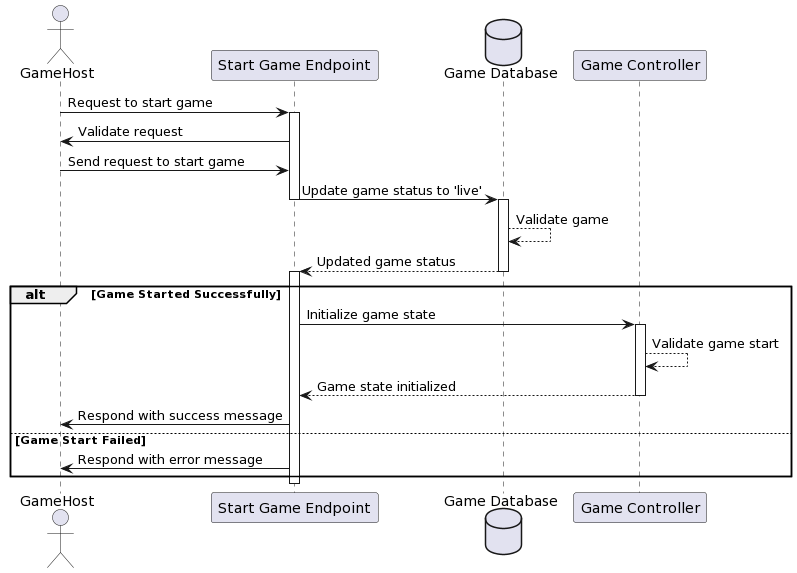 GameHost
Start Game Endpoint
Game Database
Game Controller
Request to start game
Validate request
Send request to start game
Update game status to 'live'
Validate game
Updated game status
alt [Game Started Successfully]
Initialize game state
Validate game start
Game state initialized
Respond with success message
[Game Start Failed]
Respond with error message
GameHost
Start Game Endpoint
Game Database
Game Controller